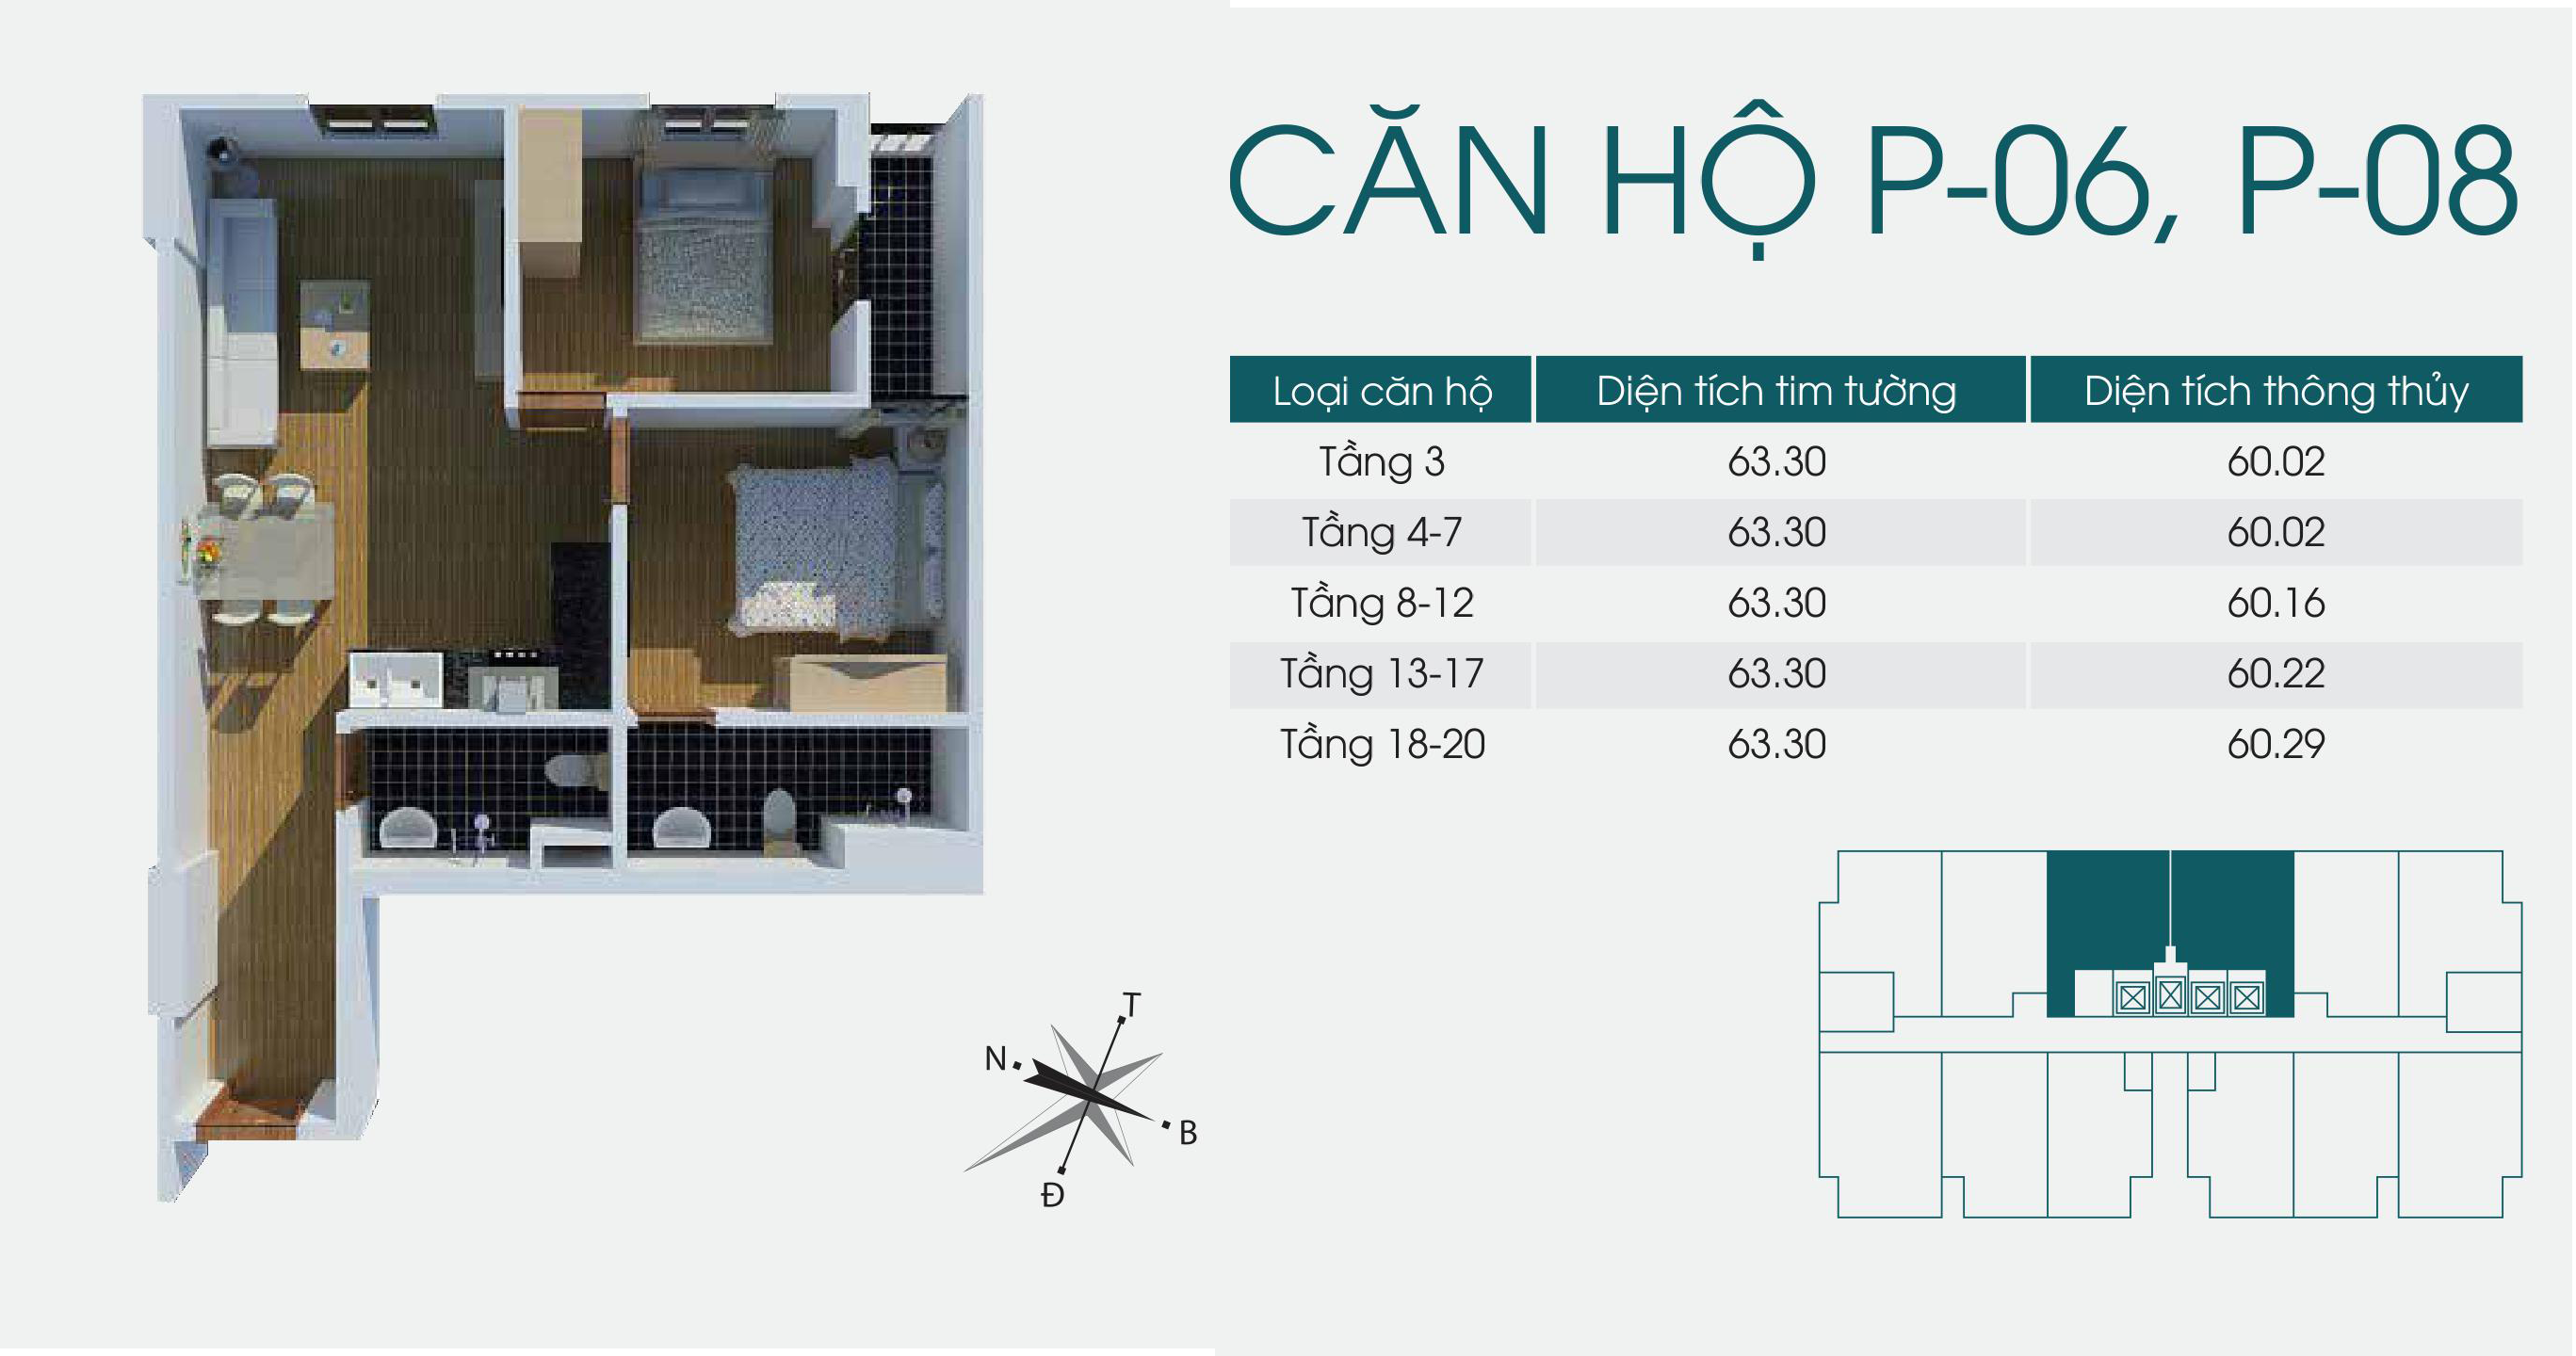 CĂN HỘ P-06, P-08
Loại căn hộ Diện tích tim tường Diện tích thông thủy
Tầng 3 63.30 60.02
Tầng 4-7 63.30 60.02
Tầng 8-12 63.30 60.16
Tầng 13-17 63.30 60.22
Tầng 18-20 63.30 60.29
T
N
B
Đ